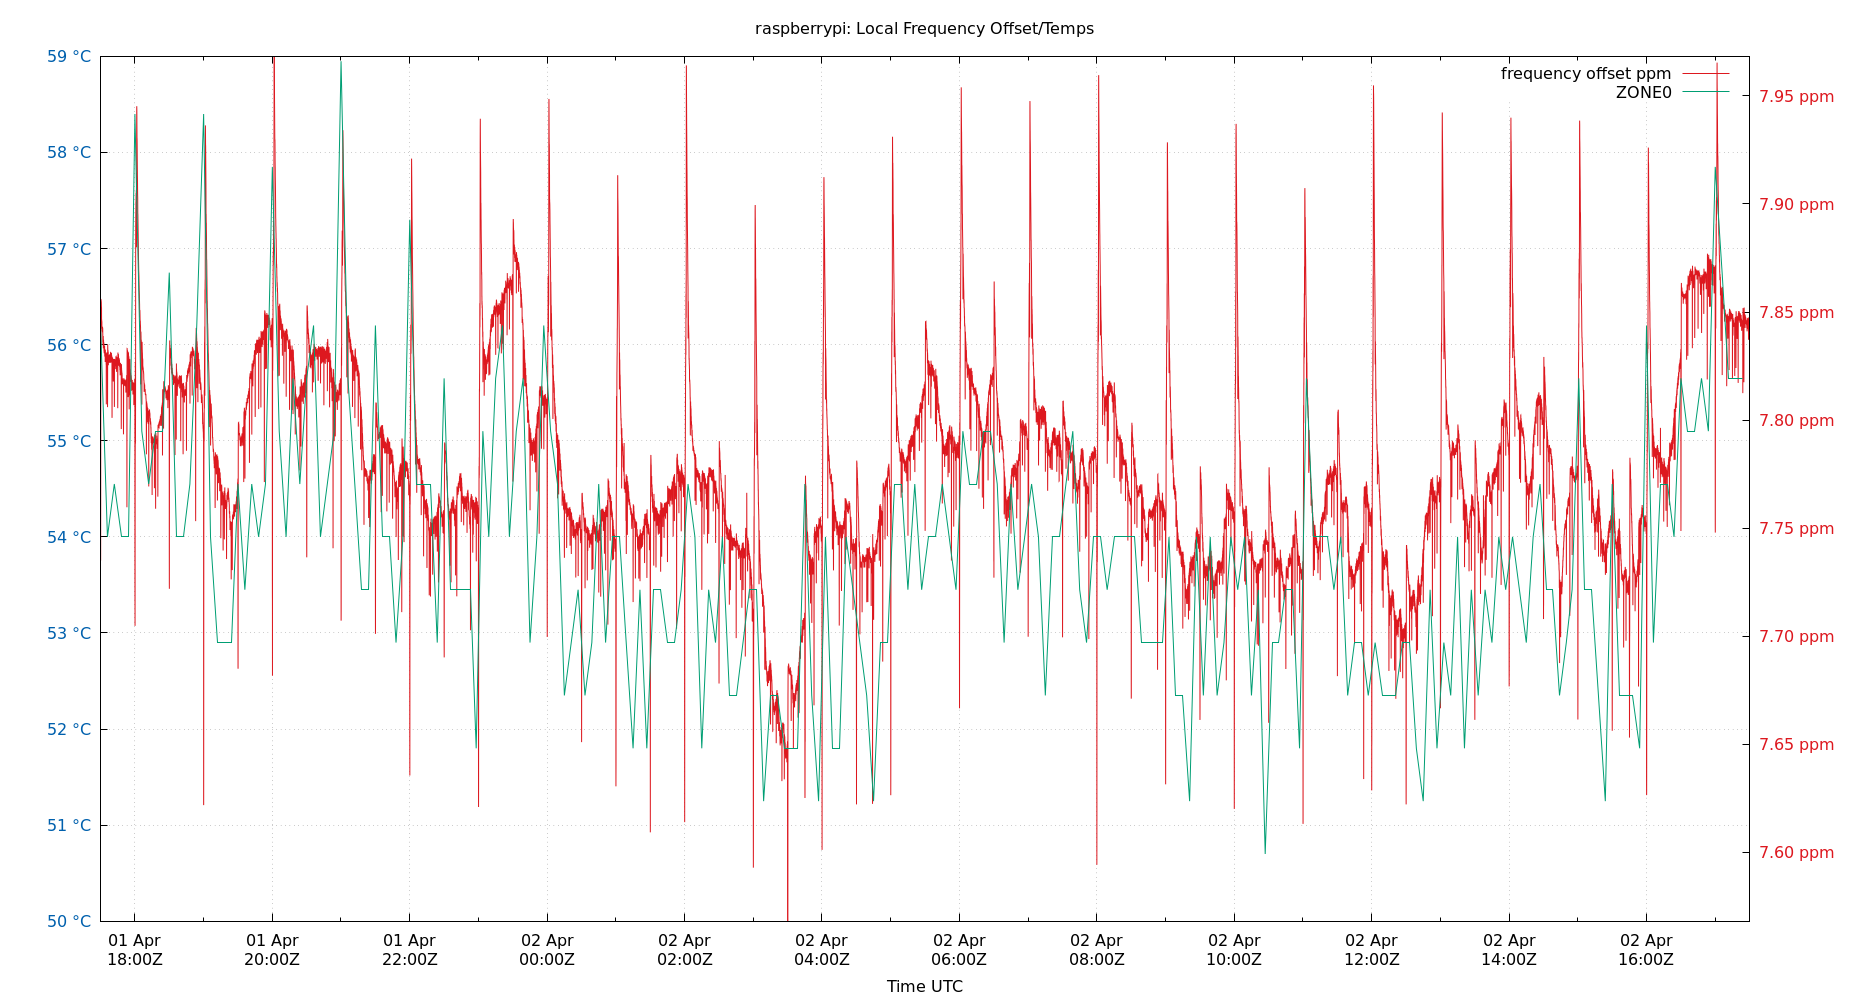 raspberrypi: Local Frequency Offset/Temps
frequency offset ppm
ZONE0
59 °C
58 °C
57 °C
56 °C
55 °C
54 °C
53 °C
52 °C
51 °C
50 °C
7.95 ppm
7.90 ppm
7.85 ppm
7.80 ppm
7.75 ppm
7.70 ppm
7.65 ppm
7.60 ppm
01 Apr 01 Apr 01 Apr 02 Apr 02 Apr 02 Apr 02 Apr 02 Apr 02 Apr 02 Apr 02 Apr 02 Apr
18:00Z 20:00Z 22:00Z 00:00Z 02:00Z 04:00Z 06:00Z 08:00Z 10:00Z 12:00Z 14:00Z 16:00Z
Time UTC